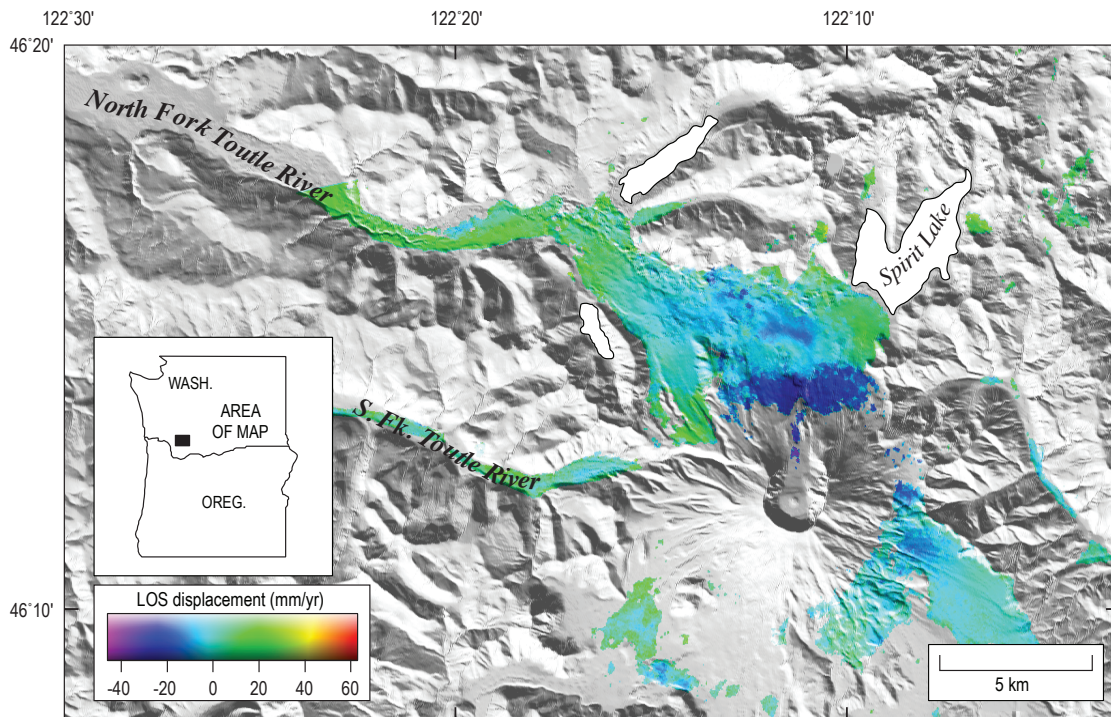 122˚30'
122˚20'
122˚10'
46˚20'
North Fork Toutle River
Spirit Lake
WASH.
AREA
OF MAP
OREG.
S. Fk. Toutle River
46˚10'
LOS displacement (mm/yr)
-40 -20 0 20 40 60
5 km